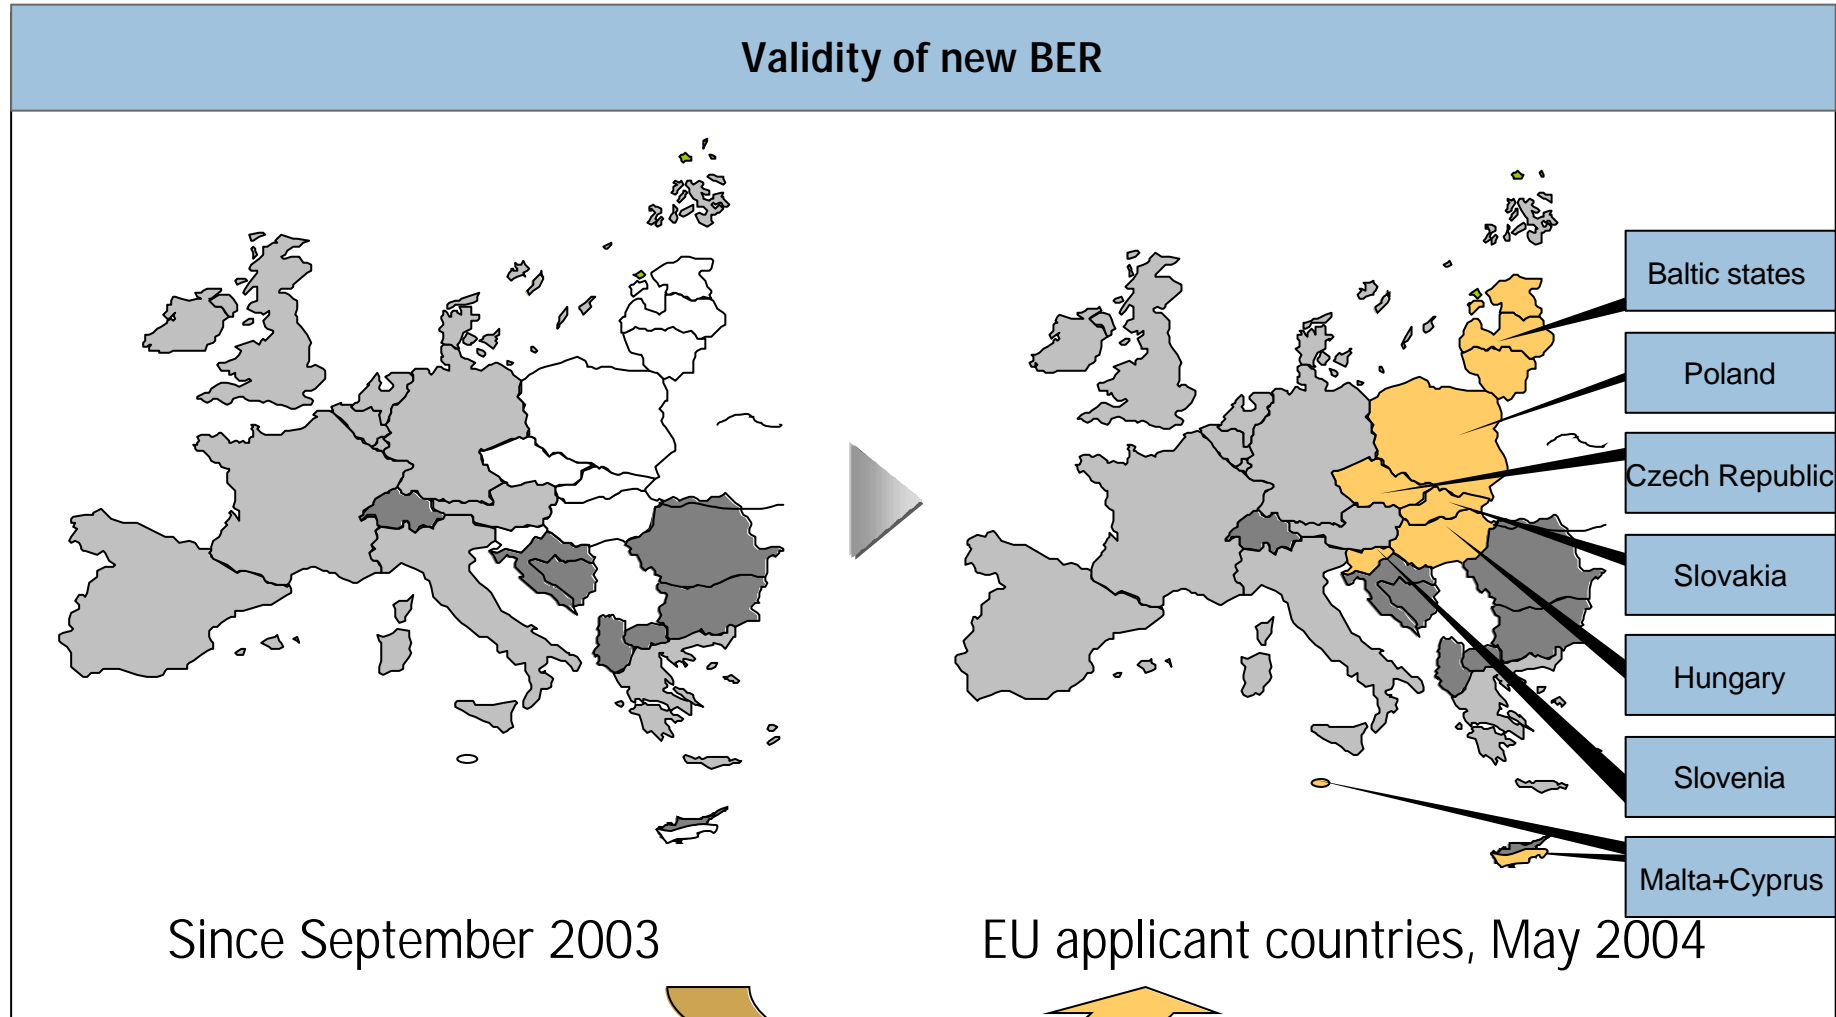 Validity of new BER
Baltic states
Poland
Czech Republic
Slovakia
Hungary
Slovenia
Malta+Cyprus
Since September 2003
EU applicant countries, May 2004